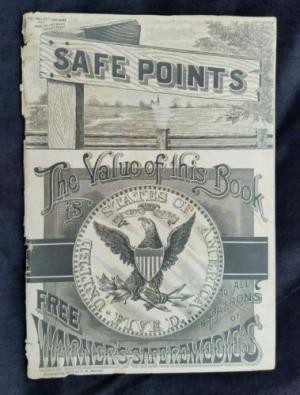 SAFE POINTS
The Value of this Book
is
UNITED STATES OF AMERICA
FIVE D.
FREE
TO ALL
PATRONS
OF
WARNER'S SAFE REMEDIES